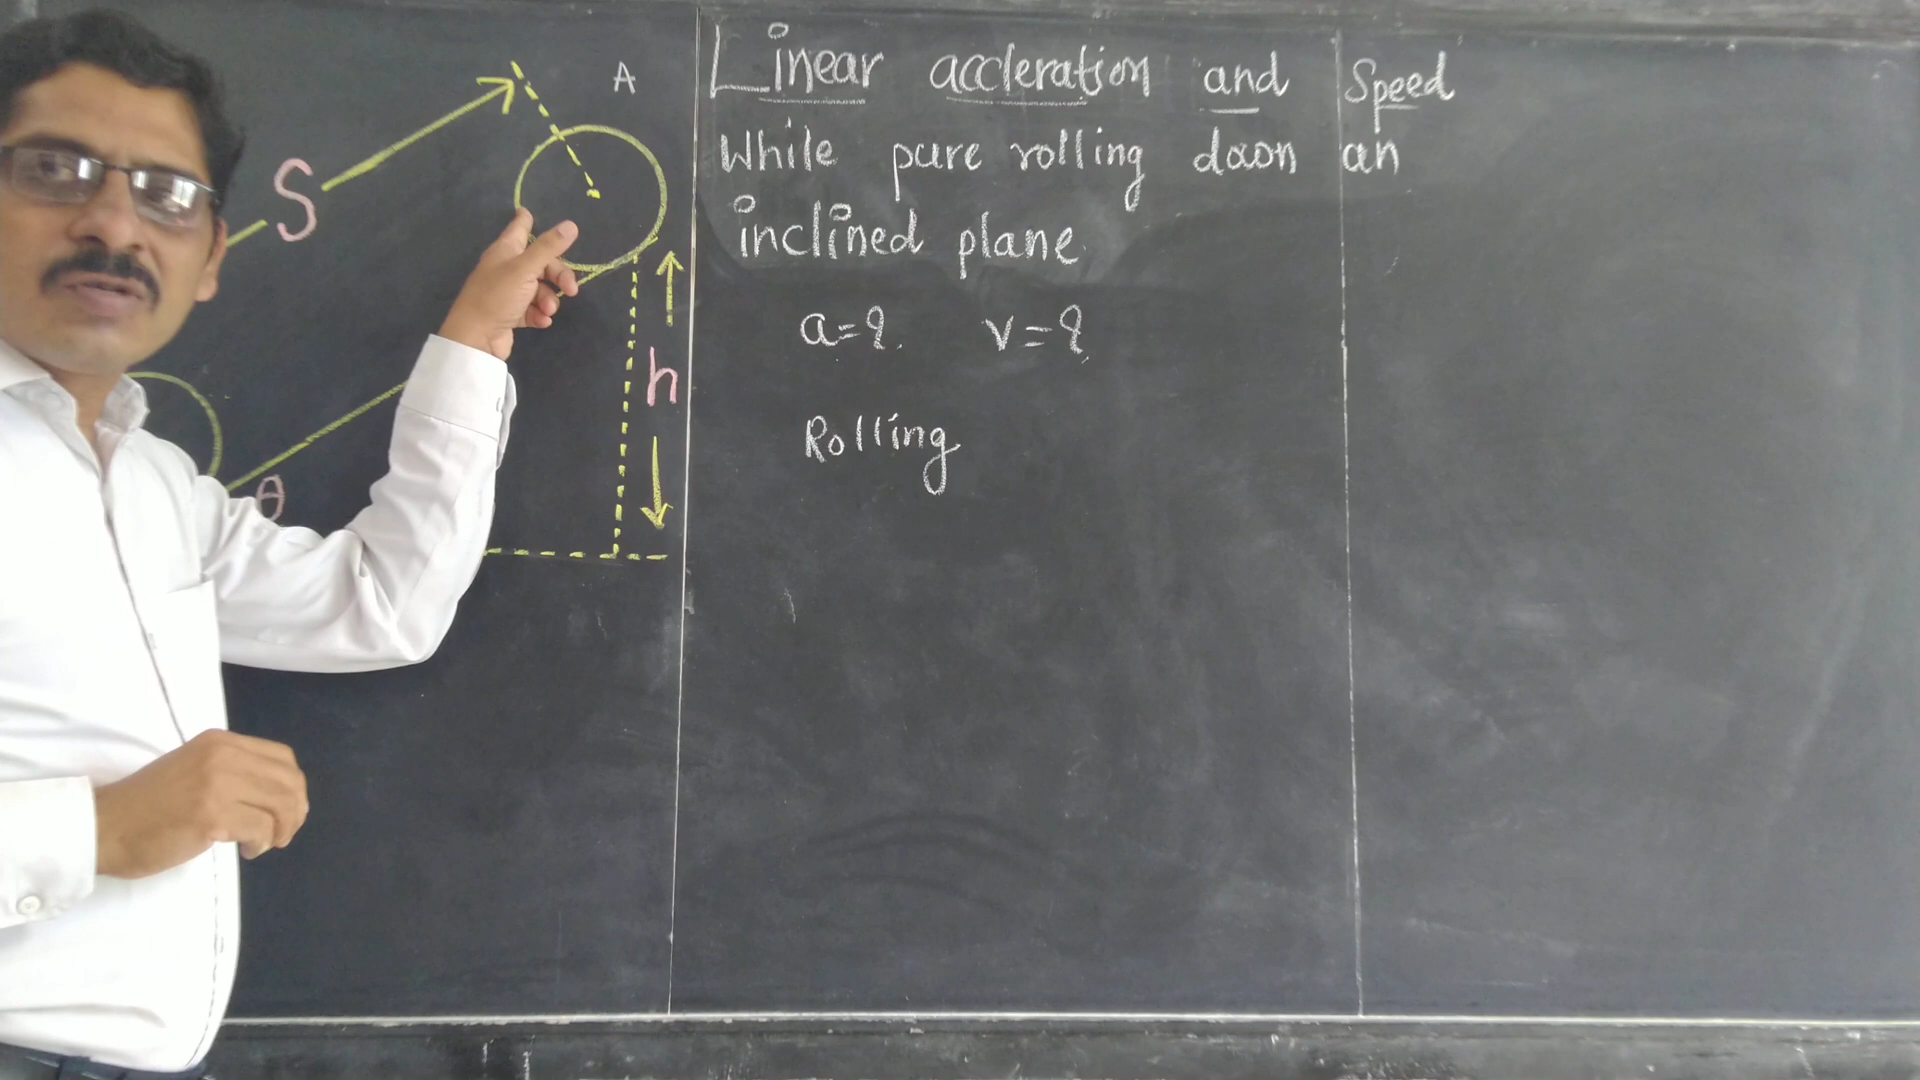 A
S
h
θ
Linear accleration and Speed
While pure rolling down an
inclined plane
a=? v=?
Rolling